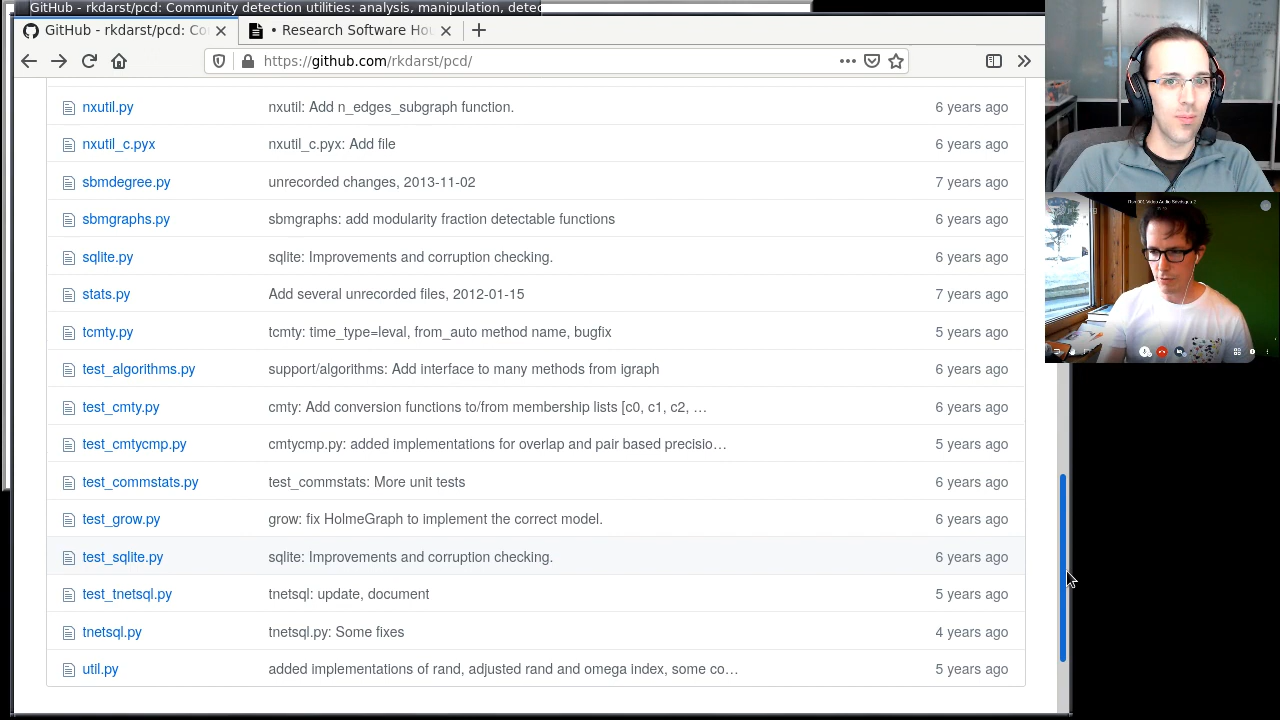 GitHub - rkdarst/pcd: Community detection utilities: analysis, manipulation, detec
GitHub - rkdarst/pcd: Co
• Research Software Ho
https://github.com/rkdarst/pcd/
nxutil.py nxutil: Add n_edges_subgraph function. 6 years ago
nxutil_c.pyx nxutil_c.pyx: Add file 6 years ago
sbmdegree.py unrecorded changes, 2013-11-02 7 years ago
sbmgraphs.py sbmgraphs: add modularity fraction detectable functions 6 years ago
sqlite.py sqlite: Improvements and corruption checking. 6 years ago
stats.py Add several unrecorded files, 2012-01-15 7 years ago
tcmty.py tcmty: time_type=leval, from_auto method name, bugfix 5 years ago
test_algorithms.py support/algorithms: Add interface to many methods from igraph 6 years ago
test_cmty.py cmty: Add conversion functions to/from membership lists [c0, c1, c2, … 6 years ago
test_cmtycmp.py cmtycmp.py: added implementations for overlap and pair based precisio… 5 years ago
test_commstats.py test_commstats: More unit tests 6 years ago
test_grow.py grow: fix HolmeGraph to implement the correct model. 6 years ago
test_sqlite.py sqlite: Improvements and corruption checking. 6 years ago
test_tnetsql.py tnetsql: update, document 5 years ago
tnetsql.py tnetsql.py: Some fixes 4 years ago
util.py added implementations of rand, adjusted rand and omega index, some co… 5 years ago